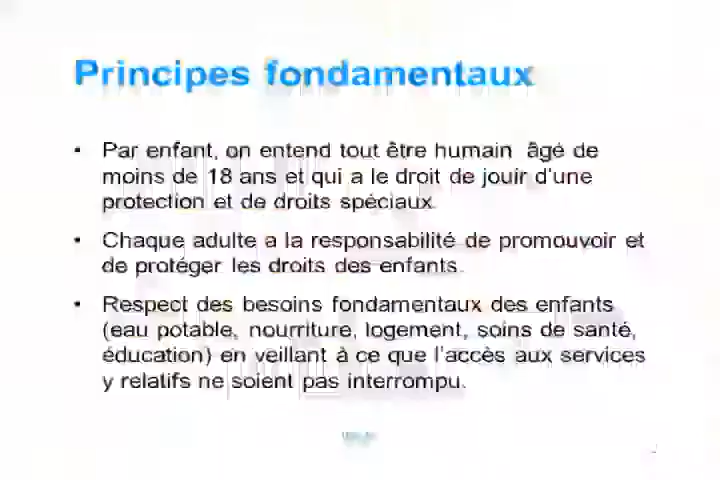 Principes fondamentaux
• Par enfant, on entend tout être humain âgé de
moins de 18 ans et qui a le droit de jouir d'une
protection et de droits spéciaux.
• Chaque adulte a la responsabilité de promouvoir et
de protéger les droits des enfants.
• Respect des besoins fondamentaux des enfants
(eau potable, nourriture, logement, soins de santé,
éducation) en veillant à ce que l'accès aux services
y relatifs ne soient pas interrompu.